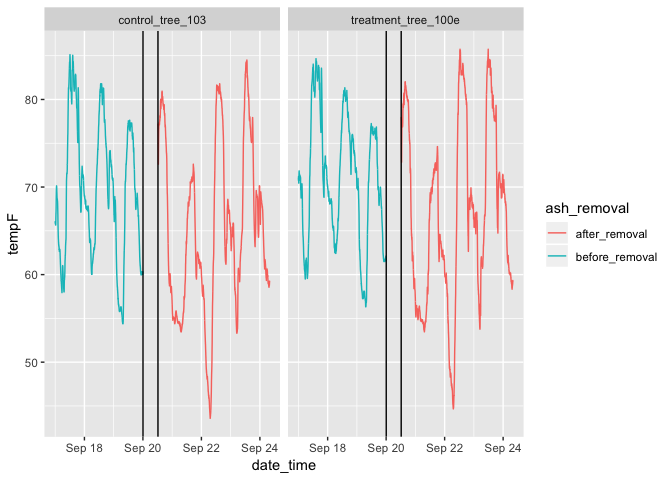 control_tree_103
treatment_tree_100e
tempF
80
70
60
50
Sep 18
Sep 20
Sep 22
Sep 24
Sep 18
Sep 20
Sep 22
Sep 24
date_time
ash_removal
after_removal
before_removal